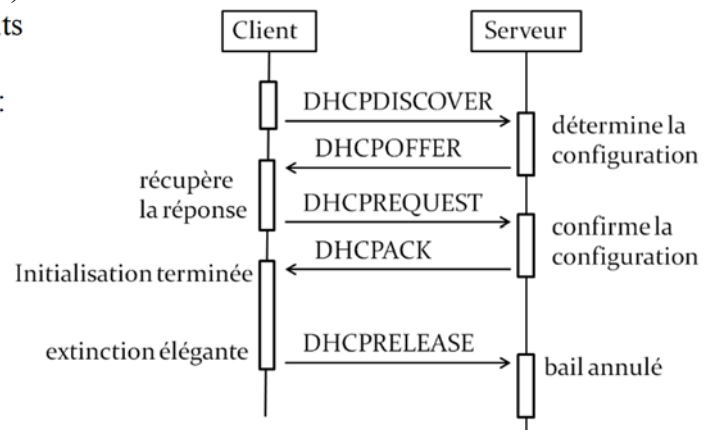 ts
:
Client
Serveur
DHCPDISCOVER
détermine la
configuration
DHCPOFFER
récupère
la réponse
DHCPREQUEST
confirme la
configuration
DHCPACK
Initialisation terminée
DHCPRELEASE
extinction élégante
bail annulé